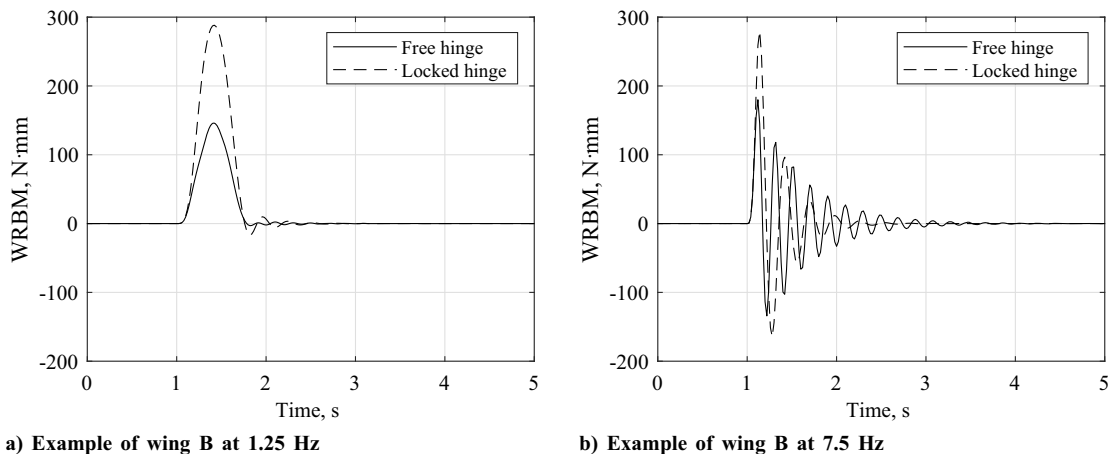 300
200
100
0
-100
-200
WRBM, N·mm
0 1 2 3 4 5
Time, s
Free hinge
Locked hinge
a) Example of wing B at 1.25 Hz
300
200
100
0
-100
-200
WRBM, N·mm
0 1 2 3 4 5
Time, s
Free hinge
Locked hinge
b) Example of wing B at 7.5 Hz